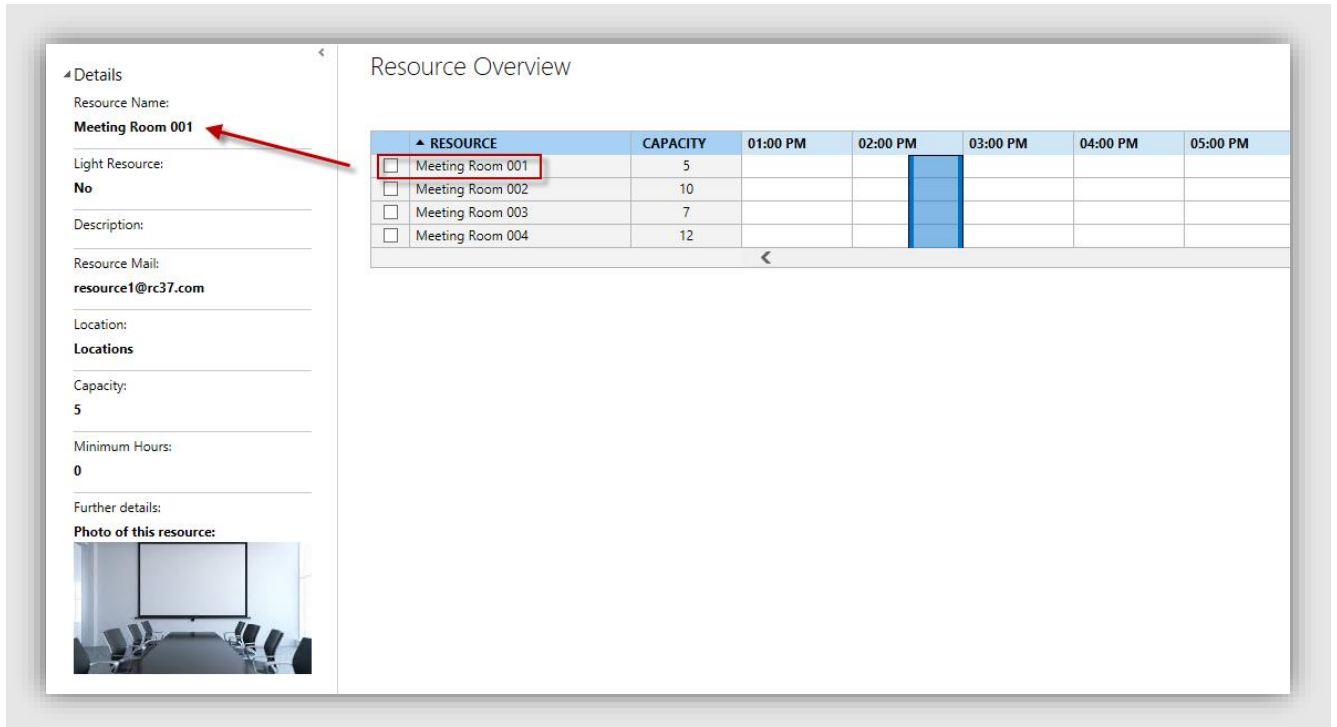 Details
Resource Name:
Meeting Room 001
Light Resource:
No
Description:
Resource Mail:
resource1@rc37.com
Location:
Locations
Capacity:
5
Minimum Hours:
0
Further details:
Photo of this resource:
Resource Overview
RESOURCE CAPACITY 01:00 PM 02:00 PM 03:00 PM 04:00 PM 05:00 PM
Meeting Room 001 5
Meeting Room 002 10
Meeting Room 003 7
Meeting Room 004 12